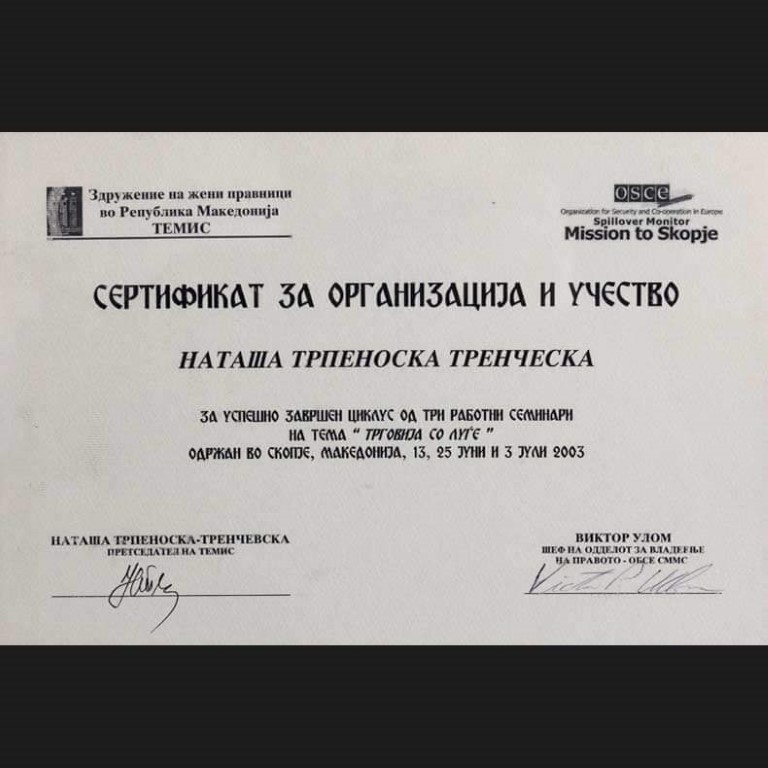 Здружение на жени правници
во Република Македонија
ТЕМИС
OSCE
Organization for Security and Co-operation in Europe
Spillover Monitor
Mission to Skopje
СЕРТИФИКАТ ЗА ОРГАНИЗАЦИЈА И УЧЕСТВО
НАТАША ТРПЕНОСКА ТРЕНЧЕСКА
ЗА УСПЕШНО ЗАВРШЕН ЦИКЛУС ОД ТРИ РАБОТНИ СЕМИНАРИ
НА ТЕМА “ ТРГОВИЈА СО ЛУЃЕ ”
ОДРЖАН ВО СКОПЈЕ, МАКЕДОНИЈА, 13, 25 ЈУНИ И 3 ЈУЛИ 2003
НАТАША ТРПЕНОСКА-ТРЕНЧЕВСКА
ПРЕТСЕДАТЕЛ НА ТЕМИС
ВИКТОР УЛОМ
ШЕФ НА ОДДЕЛОТ ЗА ВЛАДЕЕЊЕ
НА ПРАВОТО - ОБСЕ СММС